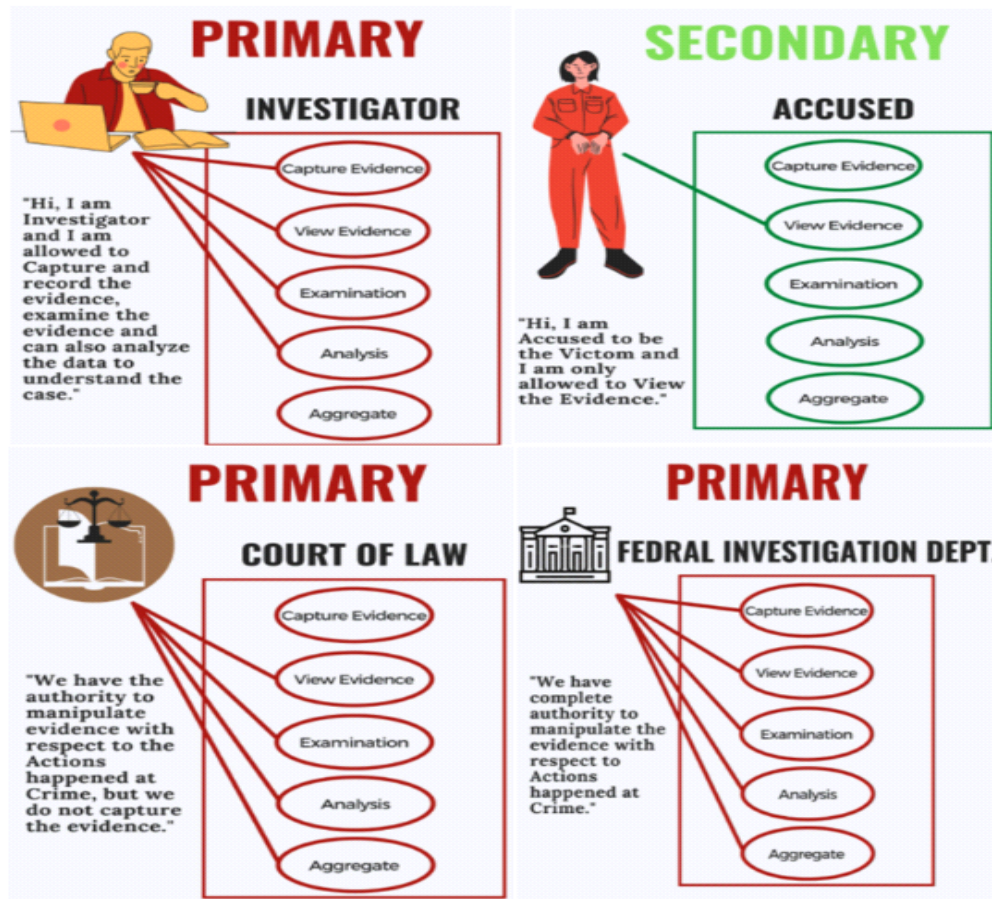 PRIMARY
INVESTIGATOR
Capture Evidence
View Evidence
Examination
Analysis
Aggregate
"Hi, I am
Investigator
and I am
allowed to
Capture and
record the
evidence,
examine the
evidence and
can also analyze
the data to
understand the
case."
SECONDARY
ACCUSED
Capture Evidence
View Evidence
Examination
Analysis
Aggregate
"Hi, I am
Accused to be
the Victom and
I am only
allowed to View
the Evidence."
PRIMARY
COURT OF LAW
Capture Evidence
View Evidence
Examination
Analysis
Aggregate
"We have the
authority to
manipulate
evidence with
respect to the
Actions
happened at
Crime, but we
do not capture
the evidence."
PRIMARY
FEDRAL INVESTIGATION DEPT.
Capture Evidence
View Evidence
Examination
Analysis
Aggregate
"We have
complete
authority to
manipulate the
evidence with
respect to
Actions
happened at
Crime."